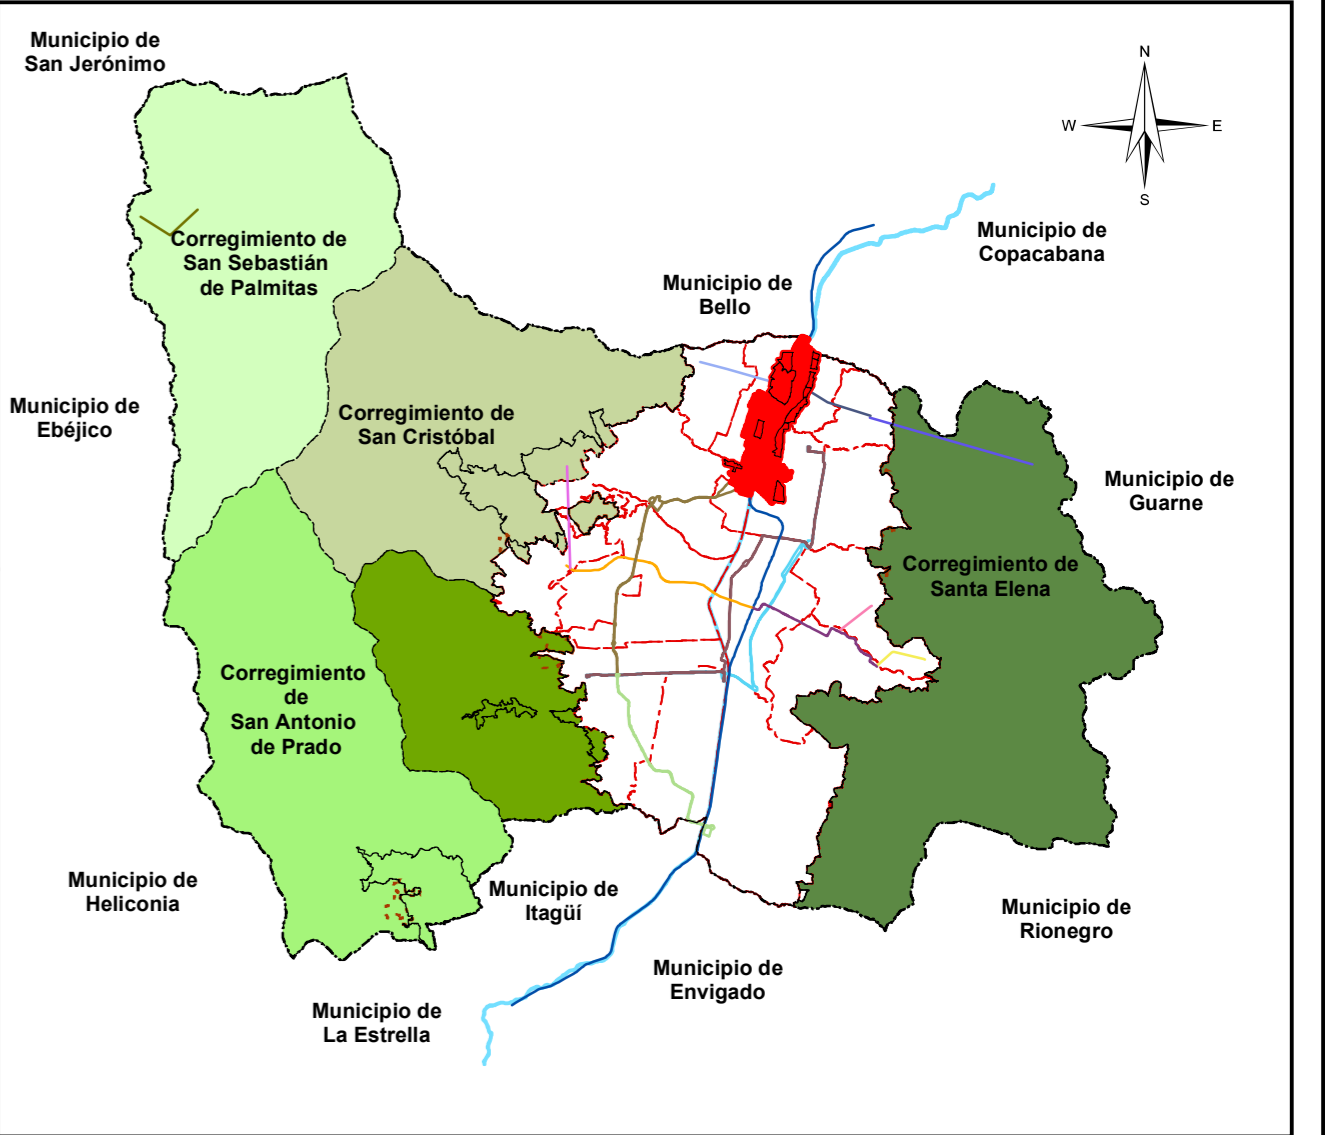 Municipio de
San Jerónimo
N
W
E
S
Municipio de
Copacabana
Corregimiento de
San Sebastián
de Palmitas
Municipio de
Bello
Municipio de
Ebéjico
Corregimiento de
San Cristóbal
Municipio de
Guarne
Corregimiento de
Santa Elena
Corregimiento
de
San Antonio
de Prado
Municipio de
Heliconia
Municipio de
Itagüí
Municipio de
Rionegro
Municipio de
Envigado
Municipio de
La Estrella